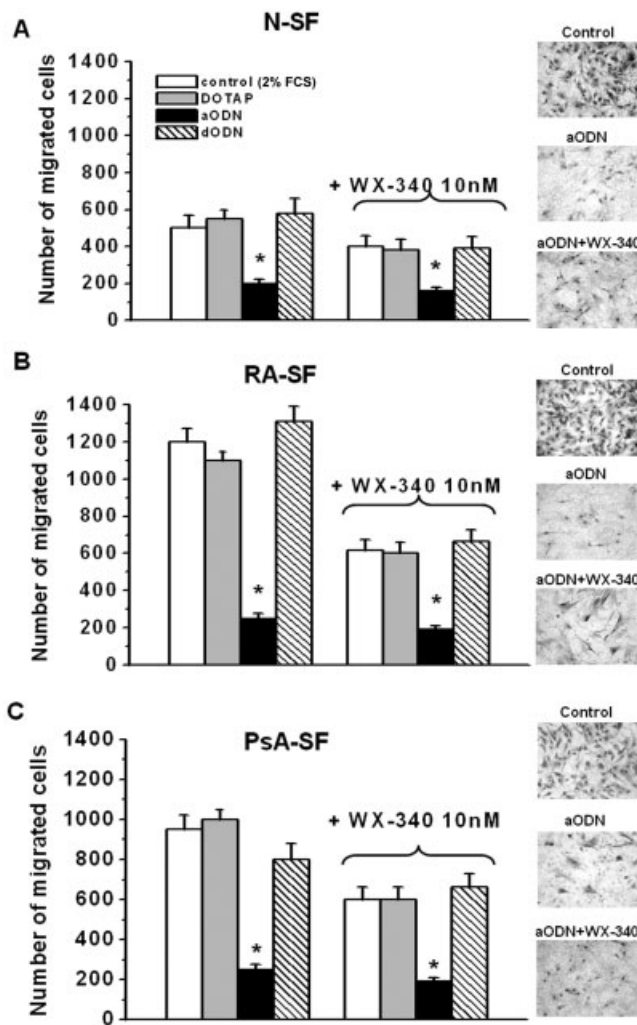 A
N-SF
Number of migrated cells
1400
1200
1000
800
600
400
200
0
control (2% FCS)
DOTAP
aODN
dODN
+ WX-340 10nM
*
*
Control
aODN
aODN+WX-340
B
RA-SF
Number of migrated cells
1400
1200
1000
800
600
400
200
0
+ WX-340 10nM
*
*
Control
aODN
aODN+WX-340
C
PsA-SF
Number of migrated cells
1400
1200
1000
800
600
400
200
0
+ WX-340 10nM
*
*
Control
aODN
aODN+WX-340